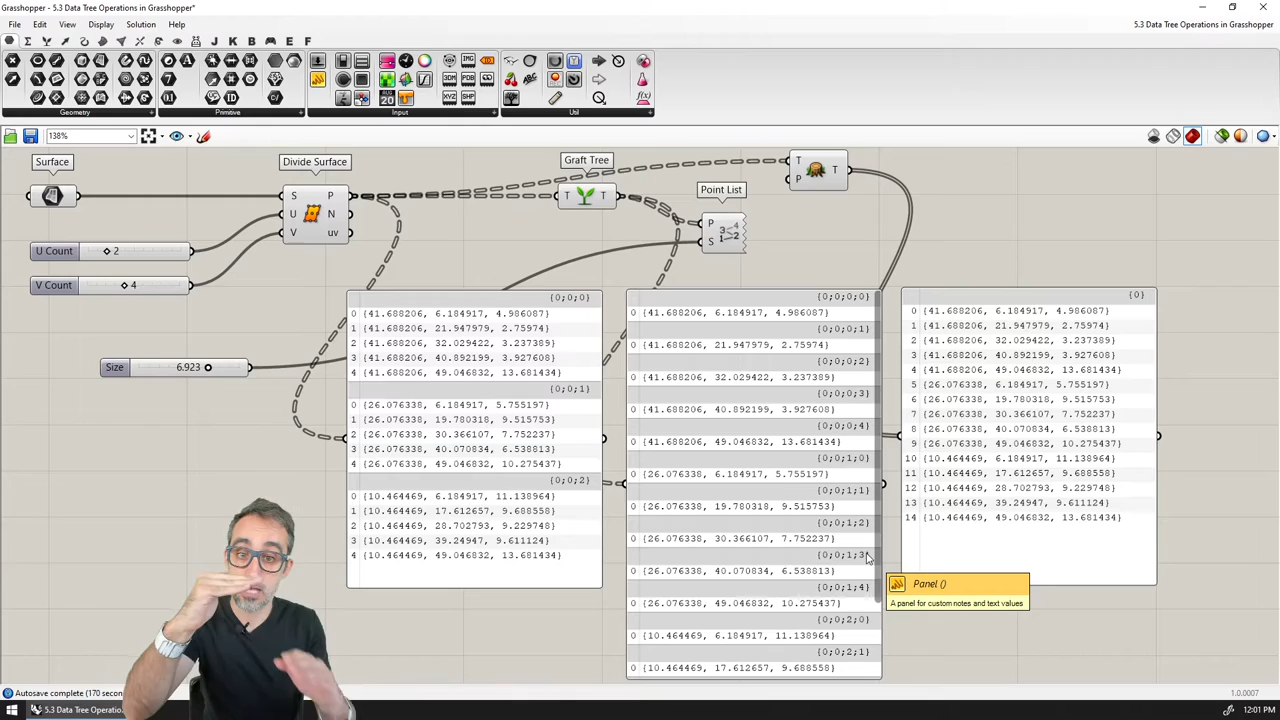 Grasshopper - 5.3 Data Tree Operations in Grasshopper*
File Edit View Display Solution Help
5.3 Data Tree Operations in Grasshopper*
Σ J K B E F
Geometry Primitive Input Util
138%
Surface
Divide Surface
Graft Tree
Point List
S P
U N
V uv
T T
P
S
T T
P
U Count 2
V Count 4
Size 6.923
{0;0;0}
0 {41.688206, 6.184917, 4.986087}
1 {41.688206, 21.947979, 2.75974}
2 {41.688206, 32.029422, 3.237389}
3 {41.688206, 40.892199, 3.927608}
4 {41.688206, 49.046832, 13.681434}
{0;0;1}
0 {26.076338, 6.184917, 5.755197}
1 {26.076338, 19.780318, 9.515753}
2 {26.076338, 30.366107, 7.752237}
3 {26.076338, 40.070834, 6.538813}
4 {26.076338, 49.046832, 10.275437}
{0;0;2}
0 {10.464469, 6.184917, 11.138964}
1 {10.464469, 17.612657, 9.688558}
2 {10.464469, 28.702793, 9.229748}
3 {10.464469, 39.24947, 9.611124}
4 {10.464469, 49.046832, 13.681434}
{0;0;0;0}
0 {41.688206, 6.184917, 4.986087}
{0;0;0;1}
0 {41.688206, 21.947979, 2.75974}
{0;0;0;2}
0 {41.688206, 32.029422, 3.237389}
{0;0;0;3}
0 {41.688206, 40.892199, 3.927608}
{0;0;0;4}
0 {41.688206, 49.046832, 13.681434}
{0;0;1;0}
0 {26.076338, 6.184917, 5.755197}
{0;0;1;1}
0 {26.076338, 19.780318, 9.515753}
{0;0;1;2}
0 {26.076338, 30.366107, 7.752237}
{0;0;1;3}
0 {26.076338, 40.070834, 6.538813}
{0;0;1;4}
0 {26.076338, 49.046832, 10.275437}
{0;0;2;0}
0 {10.464469, 6.184917, 11.138964}
{0;0;2;1}
0 {10.464469, 17.612657, 9.688558}
{0}
0 {41.688206, 6.184917, 4.986087}
1 {41.688206, 21.947979, 2.75974}
2 {41.688206, 32.029422, 3.237389}
3 {41.688206, 40.892199, 3.927608}
4 {41.688206, 49.046832, 13.681434}
5 {26.076338, 6.184917, 5.755197}
6 {26.076338, 19.780318, 9.515753}
7 {26.076338, 30.366107, 7.752237}
8 {26.076338, 40.070834, 6.538813}
9 {26.076338, 49.046832, 10.275437}
10 {10.464469, 6.184917, 11.138964}
11 {10.464469, 17.612657, 9.688558}
12 {10.464469, 28.702793, 9.229748}
13 {10.464469, 39.24947, 9.611124}
14 {10.464469, 49.046832, 13.681434}
Panel ()
A panel for custom notes and text values
Autosave complete (170 secon
1.0.0007
5.3 Data Tree Operatio...
12:01 PM